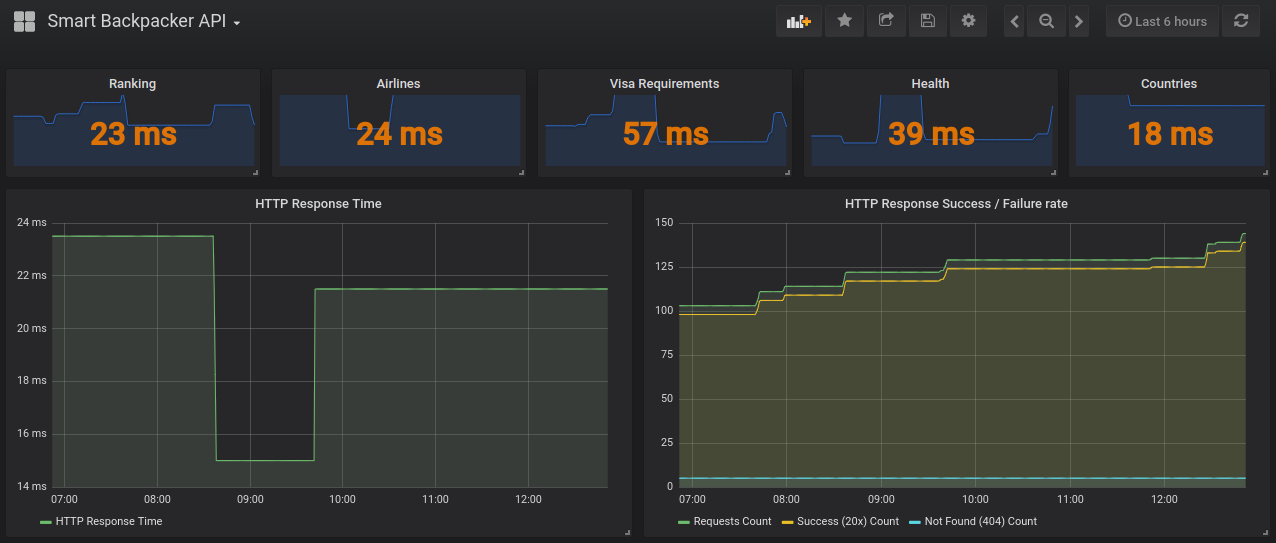 Smart Backpacker API
Last 6 hours
Ranking
Airlines
Visa Requirements
Health
Countries
23 ms
24 ms
57 ms
39 ms
18 ms
HTTP Response Time
24 ms
22 ms
20 ms
18 ms
16 ms
14 ms
07:00 08:00 09:00 10:00 11:00 12:00
HTTP Response Time
HTTP Response Success / Failure rate
150
125
100
75
50
25
0
07:00 08:00 09:00 10:00 11:00 12:00
Requests Count Success (20x) Count Not Found (404) Count